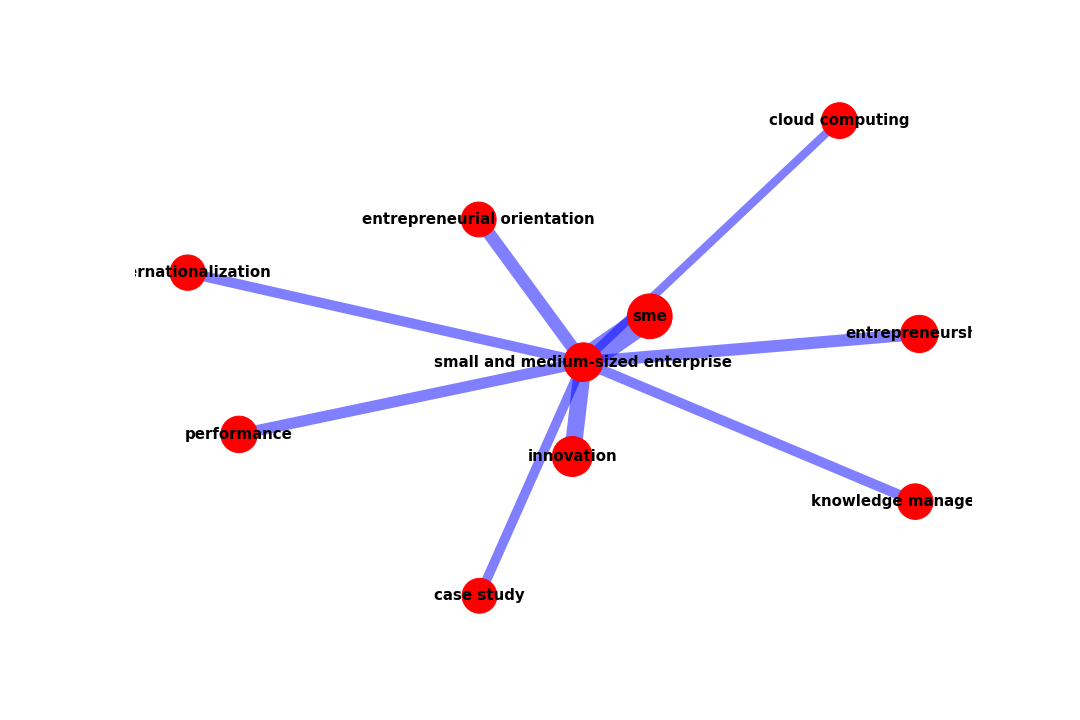 cloud computing
entrepreneurial orientation
ernationalization
sme
entrepreneursh
small and medium-sized enterprise
performance
innovation
knowledge manage
case study